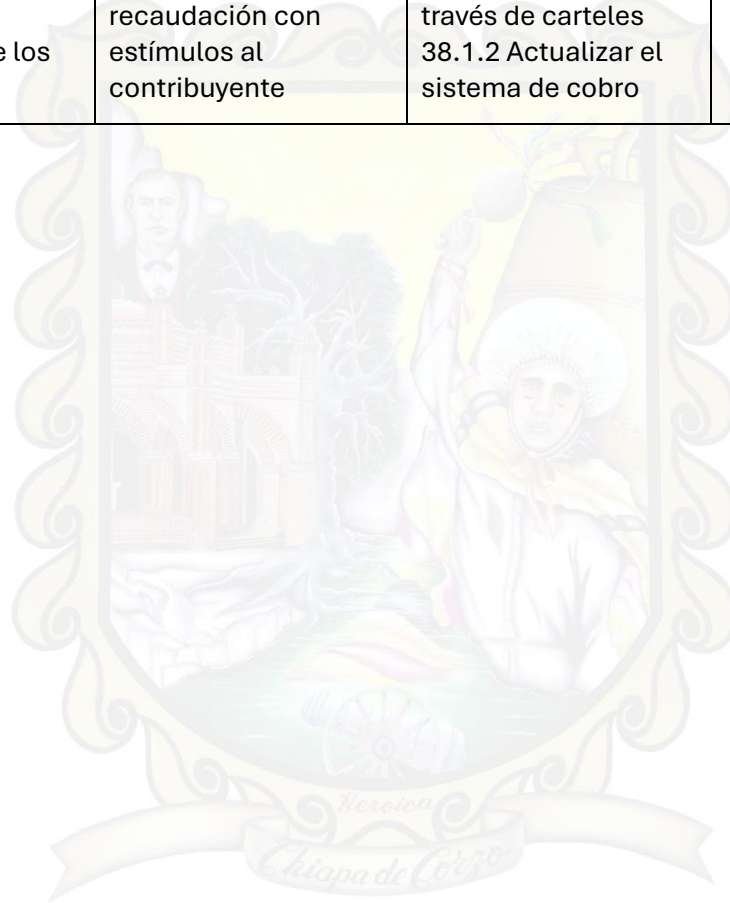 e los
recaudación con
estímulos al
contribuyente
través de carteles
38.1.2 Actualizar el
sistema de cobro
Heroica
Chiapa de Corzo